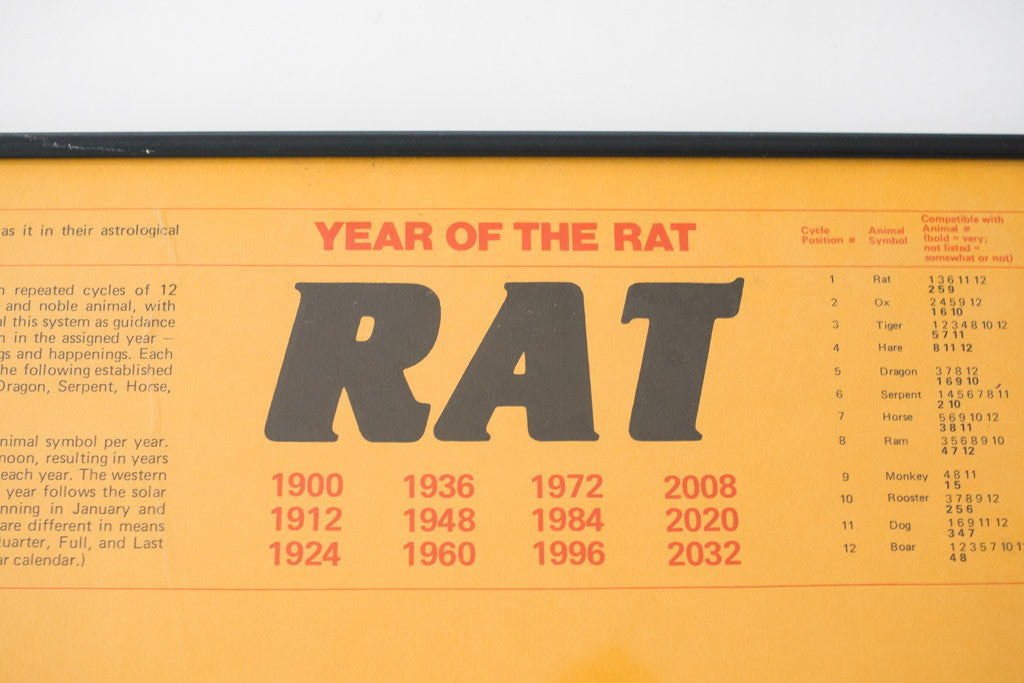 as it in their astrological
repeated cycles of 12
and noble animal, with
this system as guidance
in the assigned year –
and happenings. Each
the following established
Dragon, Serpent, Horse,
animal symbol per year.
noon, resulting in years
each year. The western
year follows the solar
in January and
are different in means
Quarter, Full, and Last
calendar.)
YEAR OF THE RAT
RAT
1900 1936 1972 2008
1912 1948 1984 2020
1924 1960 1996 2032
Cycle Position # Animal Symbol Compatible with
Animal #
(bold = very;
not listed =
somewhat or not)
1 Rat 1 3 6 11 12
2 5 9
2 Ox 2 4 5 9 12
1 6 10
3 Tiger 1 2 3 4 8 10 12
5 7 11
4 Hare 8 11 12
5 Dragon 3 7 8 12
1 6 9 10
6 Serpent 1 4 5 6 7 8 11
2 10
7 Horse 5 6 9 10 12
3 8 11
8 Ram 3 5 6 8 9 10
4 7 12
9 Monkey 4 8 11
1 5
10 Rooster 3 7 8 9 12
2 5 6
11 Dog 1 6 9 11 12
3 4 7
12 Boar 1 2 3 5 7 10
4 8